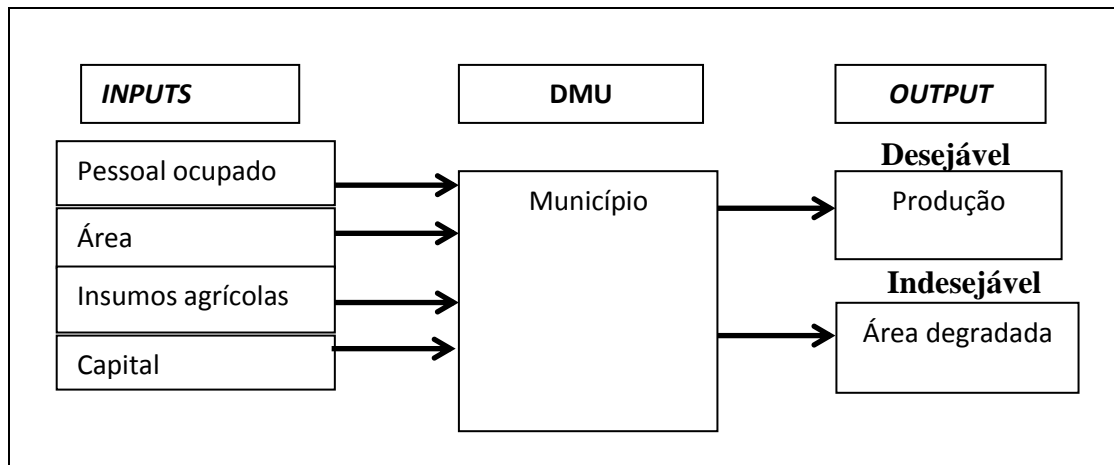 INPUTS
DMU
OUTPUT
Pessoal ocupado
Área
Insumos agrícolas
Capital
Município
Desejável
Produção
Indesejável
Área degradada